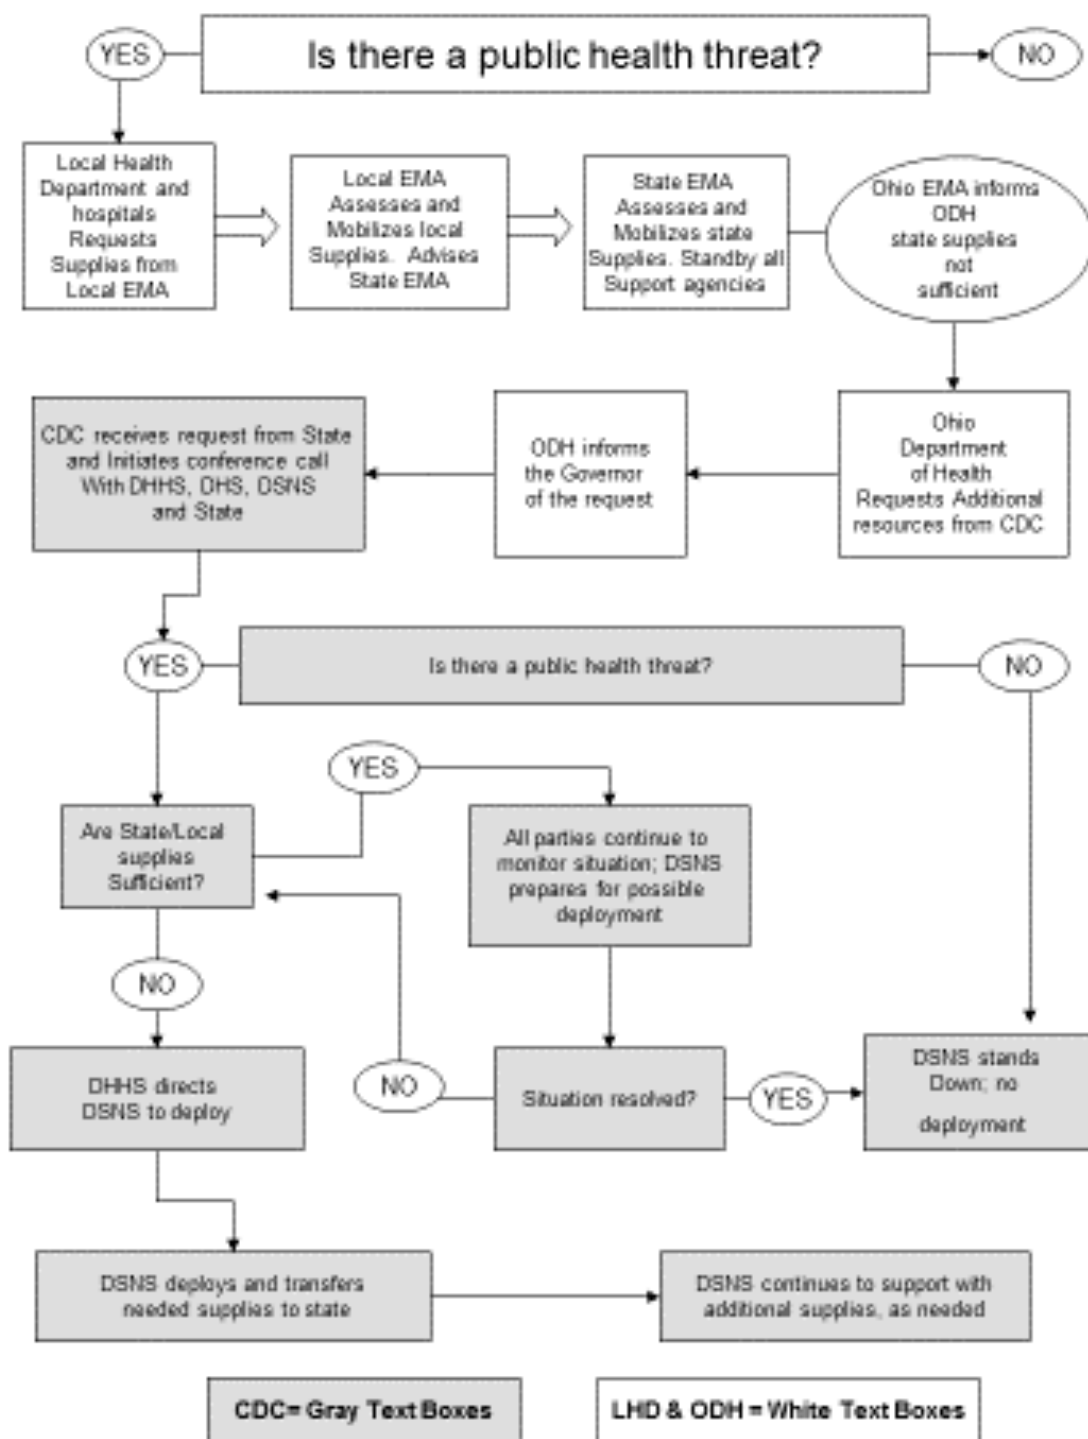 YES
Is there a public health threat?
NO
Local Health
Department and
hospitals
Requests
Supplies from
Local EMA
Local EMA
Assesses and
Mobilizes local
Supplies. Advises
State EMA
State EMA
Assesses and
Mobilizes state
Supplies. Standby all
Support agencies
Ohio EMA informs
ODH
state supplies
not
sufficient
CDC receives request from State
and Initiates conference call
With DHHS, DHS, DSNS
and State
ODH informs
the Governor
of the request
Ohio
Department
of Health
Requests Additional
resources from CDC
YES
Is there a public health threat?
NO
YES
Are State/Local
supplies
Sufficient?
All parties continue to
monitor situation; DSNS
prepares for possible
deployment
NO
DHHS directs
DSNS to deploy
NO
Situation resolved?
YES
DSNS stands
Down; no
deployment
DSNS deploys and transfers
needed supplies to state
DSNS continues to support with
additional supplies, as needed
CDC= Gray Text Boxes
LHD & ODH = White Text Boxes